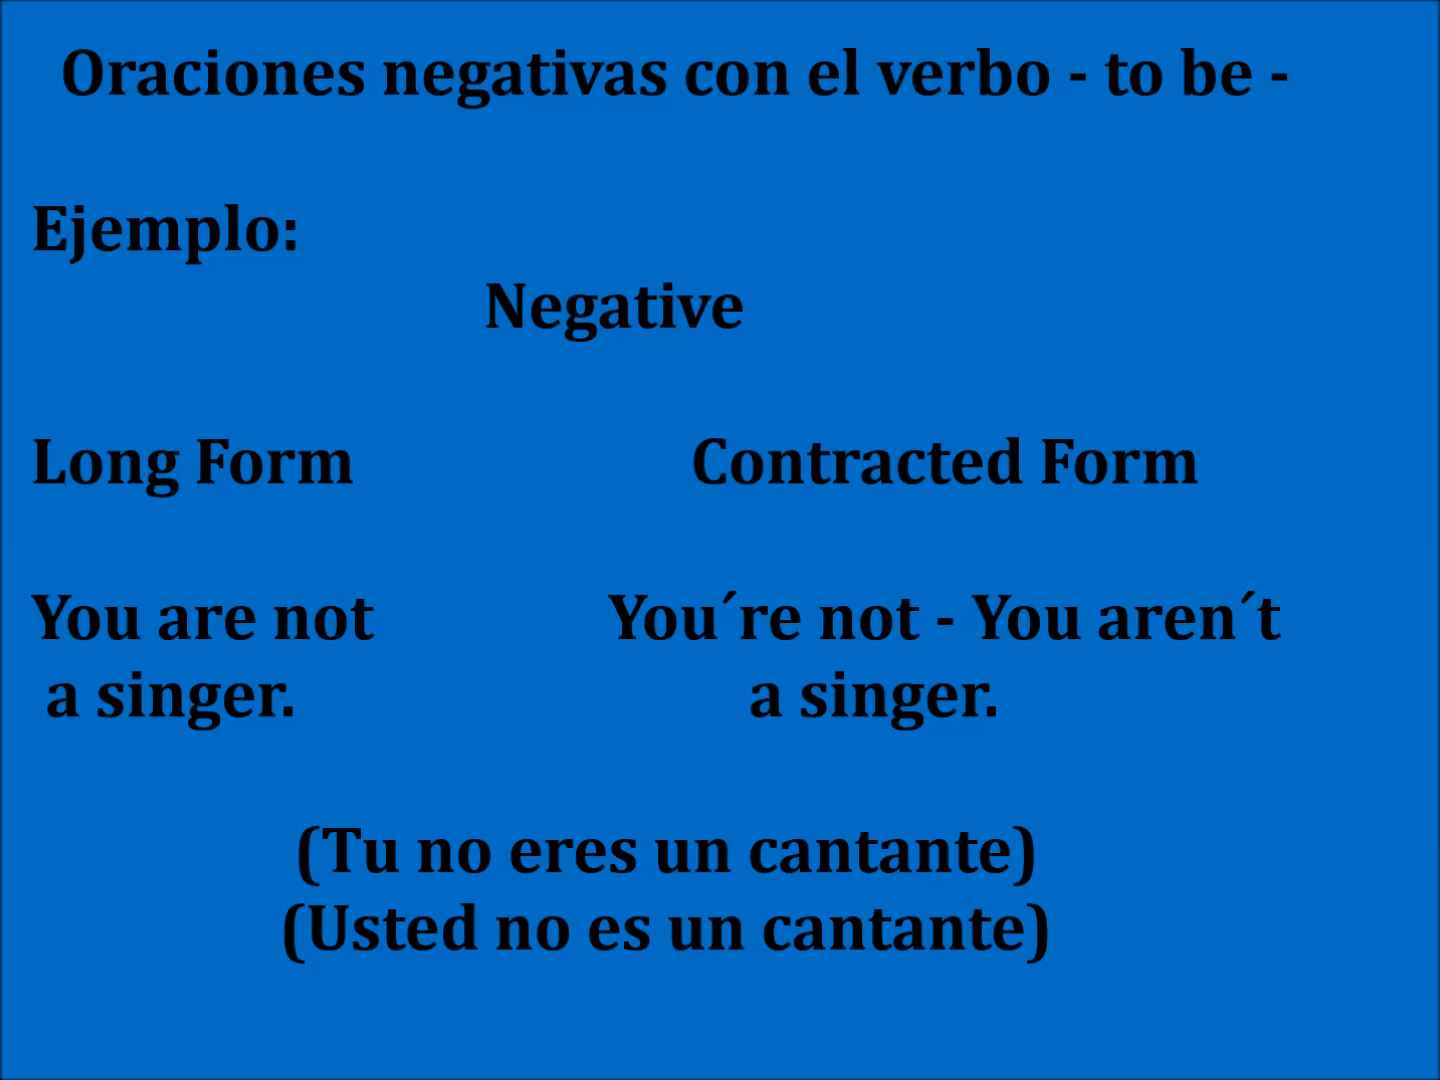 Oraciones negativas con el verbo - to be -
Ejemplo:
Negative
Long Form Contracted Form
You are not You´re not - You aren´t
a singer. a singer.
(Tu no eres un cantante)
(Usted no es un cantante)